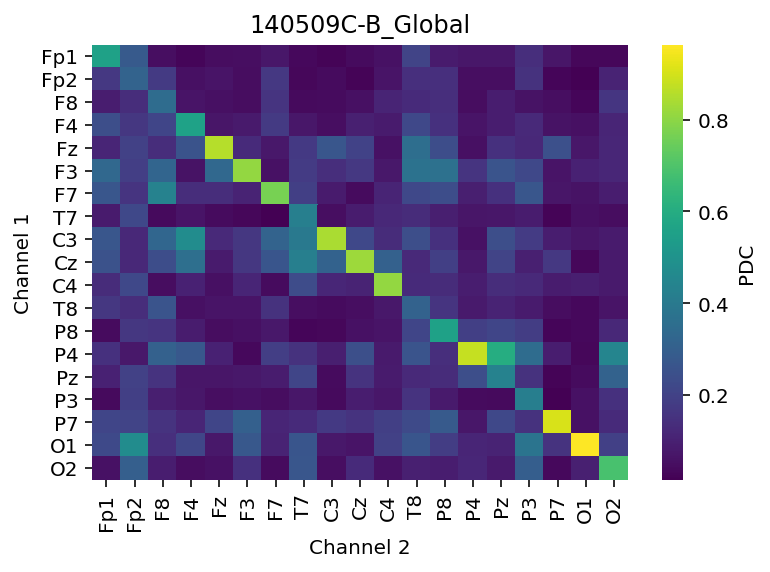 140509C-B_Global
Channel 1
Fp1
Fp2
F8
F4
Fz
F3
F7
T7
C3
Cz
C4
T8
P8
P4
Pz
P3
P7
O1
O2
Fp1 Fp2 F8 F4 Fz F3 F7 T7 C3 Cz C4 T8 P8 P4 Pz P3 P7 O1 O2
Channel 2
0.8
0.6
0.4
0.2
PDC